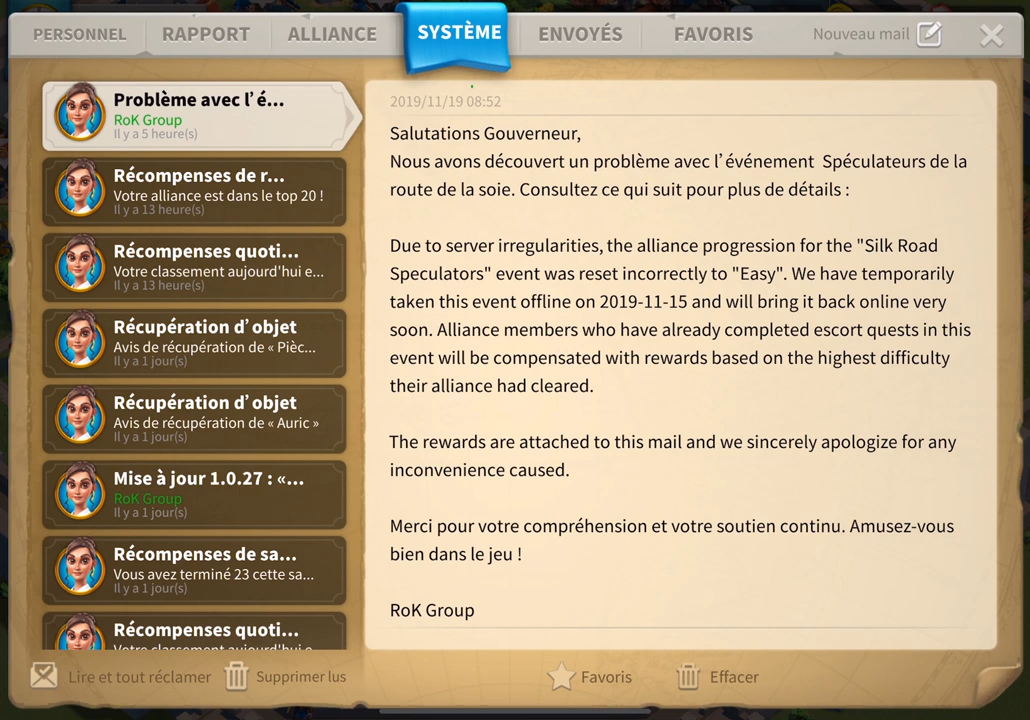 PERSONNEL
RAPPORT
ALLIANCE
SYSTÈME
ENVOYÉS
FAVORIS
Nouveau mail
Problème avec l'é...
RoK Group
Il y a 5 heure(s)
Récompenses de r...
Votre alliance est dans le top 20 !
Il y a 13 heure(s)
Récompenses quoti...
Votre classement aujourd'hui e...
Il y a 13 heure(s)
Récupération d'objet
Avis de récupération de « Pièc...
Il y a 1 jour(s)
Récupération d'objet
Avis de récupération de « Auric »
Il y a 1 jour(s)
Mise à jour 1.0.27 : «...
RoK Group
Il y a 1 jour(s)
Récompenses de sa...
Vous avez terminé 23 cette sa...
Il y a 1 jour(s)
Récompenses quoti...
Votre classement aujourd'hui e
2019/11/19 08:52
Salutations Gouverneur,
Nous avons découvert un problème avec l'événement Spéculateurs de la
route de la soie. Consultez ce qui suit pour plus de détails :
Due to server irregularities, the alliance progression for the "Silk Road
Speculators" event was reset incorrectly to "Easy". We have temporarily
taken this event offline on 2019-11-15 and will bring it back online very
soon. Alliance members who have already completed escort quests in this
event will be compensated with rewards based on the highest difficulty
their alliance had cleared.
The rewards are attached to this mail and we sincerely apologize for any
inconvenience caused.
Merci pour votre compréhension et votre soutien continu. Amusez-vous
bien dans le jeu !
RoK Group
Lire et tout réclamer
Supprimer lus
Favoris
Effacer